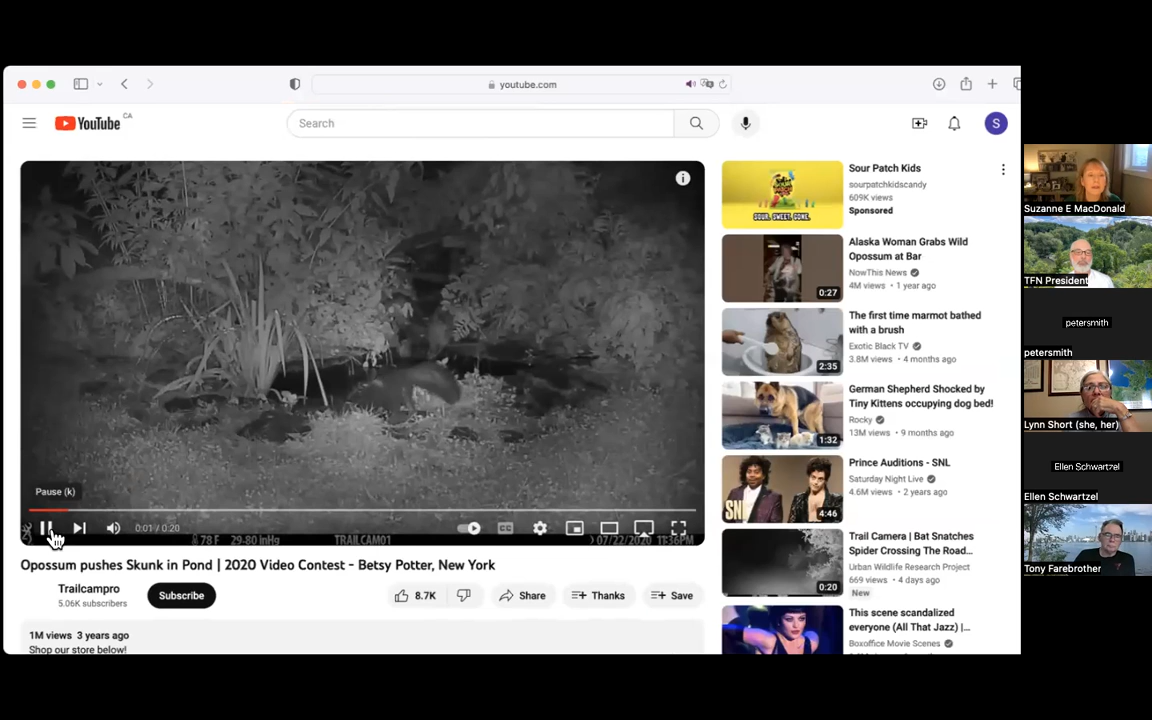 youtube.com
YouTube CA
Search
S
Pause (k)
0:01 / 0:20
CC
78 F 29.80 inHg TRAILCAM01 07/22/2020 11:36PM
Opossum pushes Skunk in Pond | 2020 Video Contest - Betsy Potter, New York
Trailcampro
5.06K subscribers
Subscribe
8.7K
Share
Thanks
Save
1M views 3 years ago
Shop our store below!
SOUR. SWEET. GONE.
Sour Patch Kids
sourpatchkidscandy
609K views
Sponsored
0:27
Alaska Woman Grabs Wild
Opossum at Bar
NowThis News
4M views • 1 year ago
2:35
The first time marmot bathed
with a brush
Exotic Black TV
3.8M views • 4 months ago
1:32
German Shepherd Shocked by
Tiny Kittens occupying dog bed!
Rocky
13M views • 9 months ago
4:46
Prince Auditions - SNL
Saturday Night Live
4.6M views • 2 years ago
0:20
Trail Camera | Bat Snatches
Spider Crossing The Road...
Urban Wildlife Research Project
669 views • 4 days ago
New
This scene scandalized
everyone (All That Jazz) |...
Boxoffice Movie Scenes
Suzanne E MacDonald
TFN President
petersmith
petersmith
Lynn Short (she, her)
Ellen Schwartzel
Ellen Schwartzel
Tony Farebrother